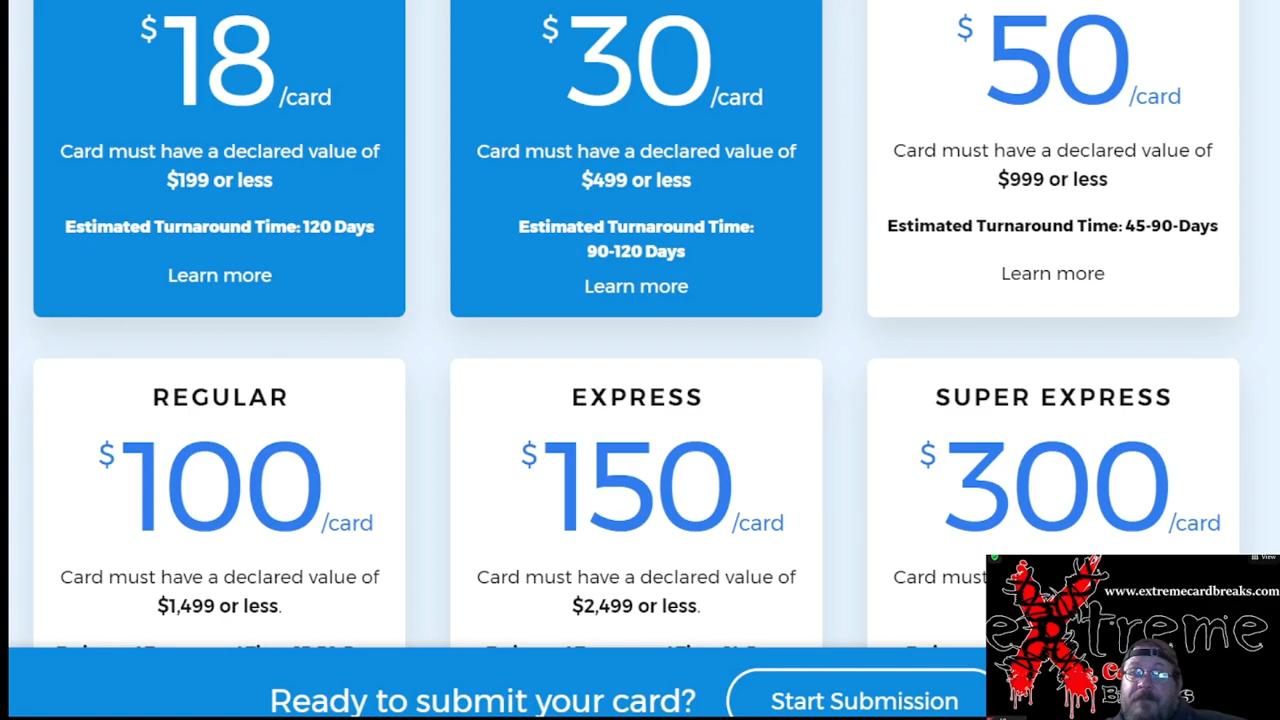 $18/card
Card must have a declared value of
$199 or less
Estimated Turnaround Time: 120 Days
Learn more
$30/card
Card must have a declared value of
$499 or less
Estimated Turnaround Time:
90-120 Days
Learn more
$50/card
Card must have a declared value of
$999 or less
Estimated Turnaround Time: 45-90-Days
Learn more
REGULAR
$100/card
Card must have a declared value of
$1,499 or less.
EXPRESS
$150/card
Card must have a declared value of
$2,499 or less.
SUPER EXPRESS
$300/card
Card must
View
www.extremecardbreaks.com
eXtreme
Ready to submit your card?
Start Submission